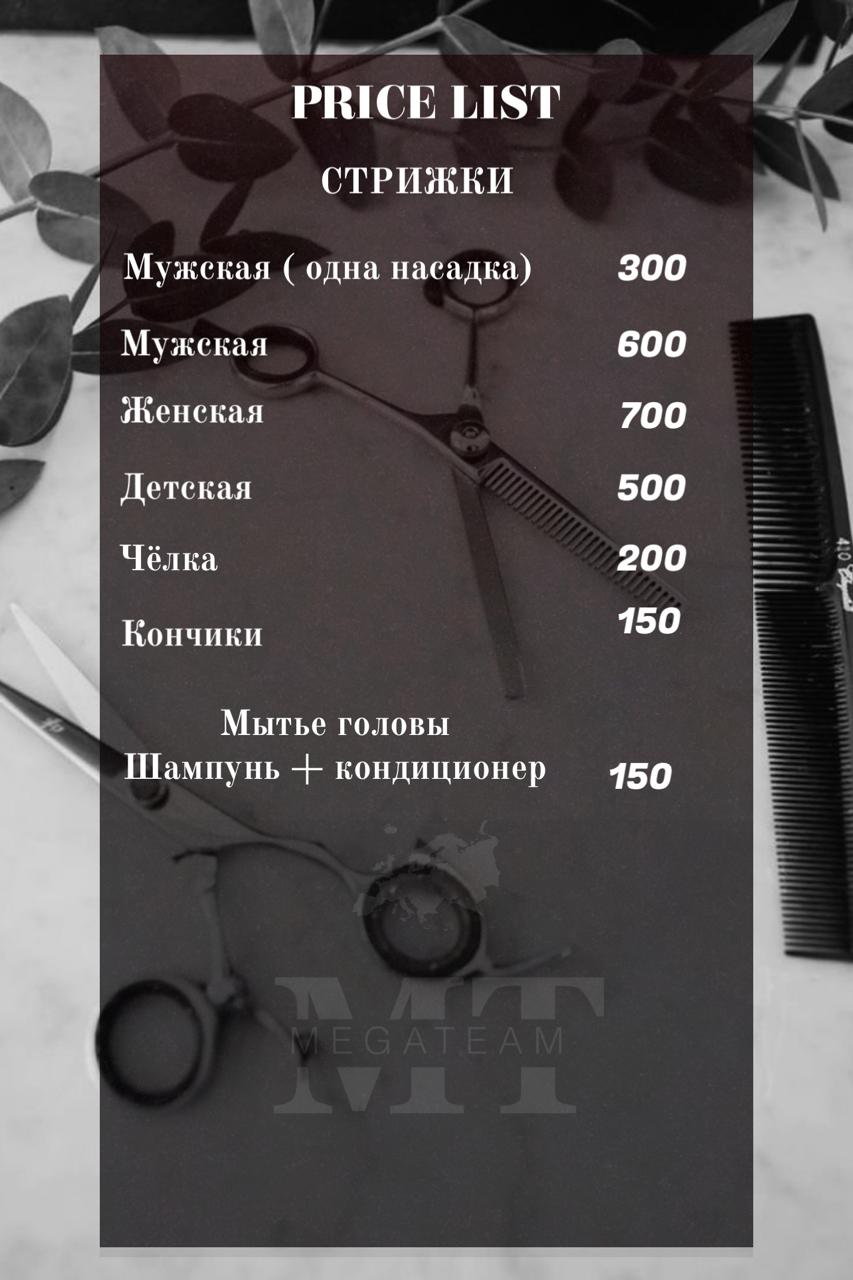 PRICE LIST
СТРИЖКИ
Мужская ( одна насадка) 300
Мужская 600
Женская 700
Детская 500
Чёлка 200
Кончики 150
Мытье головы
Шампунь + кондиционер 150
MT
MEGATEAM
410